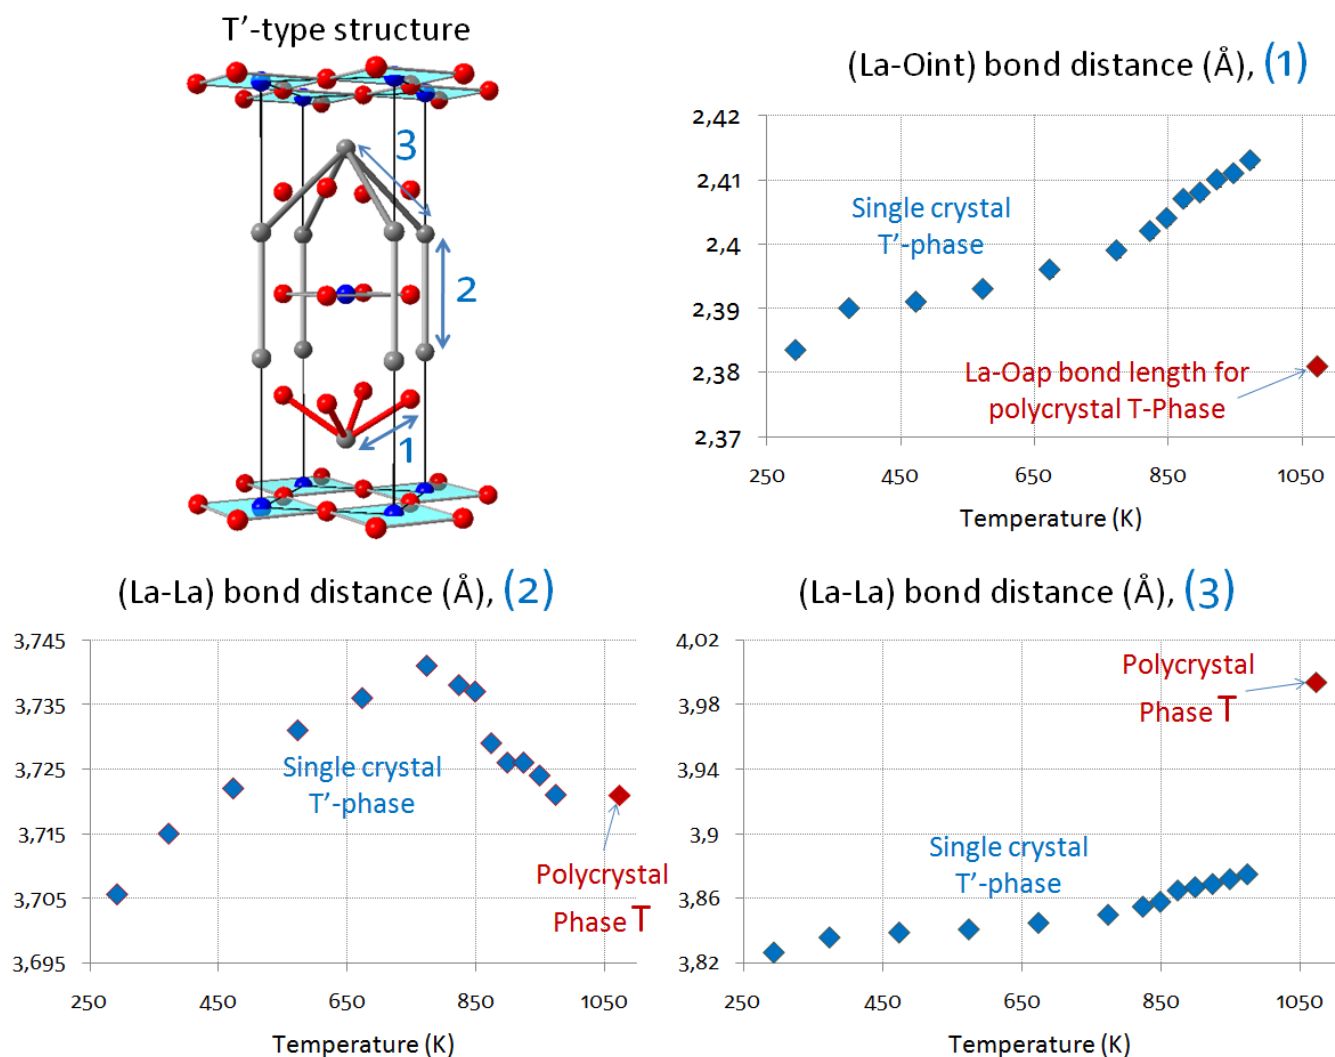 T’-type structure
3
2
1
(La-Oint) bond distance (Å), (1)
2,42
2,41
2,4
2,39
2,38
2,37
Single crystal
T’-phase
La-Oap bond length for
polycrystal T-Phase
250
450
650
850
1050
Temperature (K)
(La-La) bond distance (Å), (2)
3,745
3,735
3,725
3,715
3,705
3,695
Single crystal
T’-phase
Polycrystal
Phase T
250
450
650
850
1050
Temperature (K)
(La-La) bond distance (Å), (3)
4,02
3,98
3,94
3,9
3,86
3,82
Polycrystal
Phase T
Single crystal
T’-phase
250
450
650
850
1050
Temperature (K)